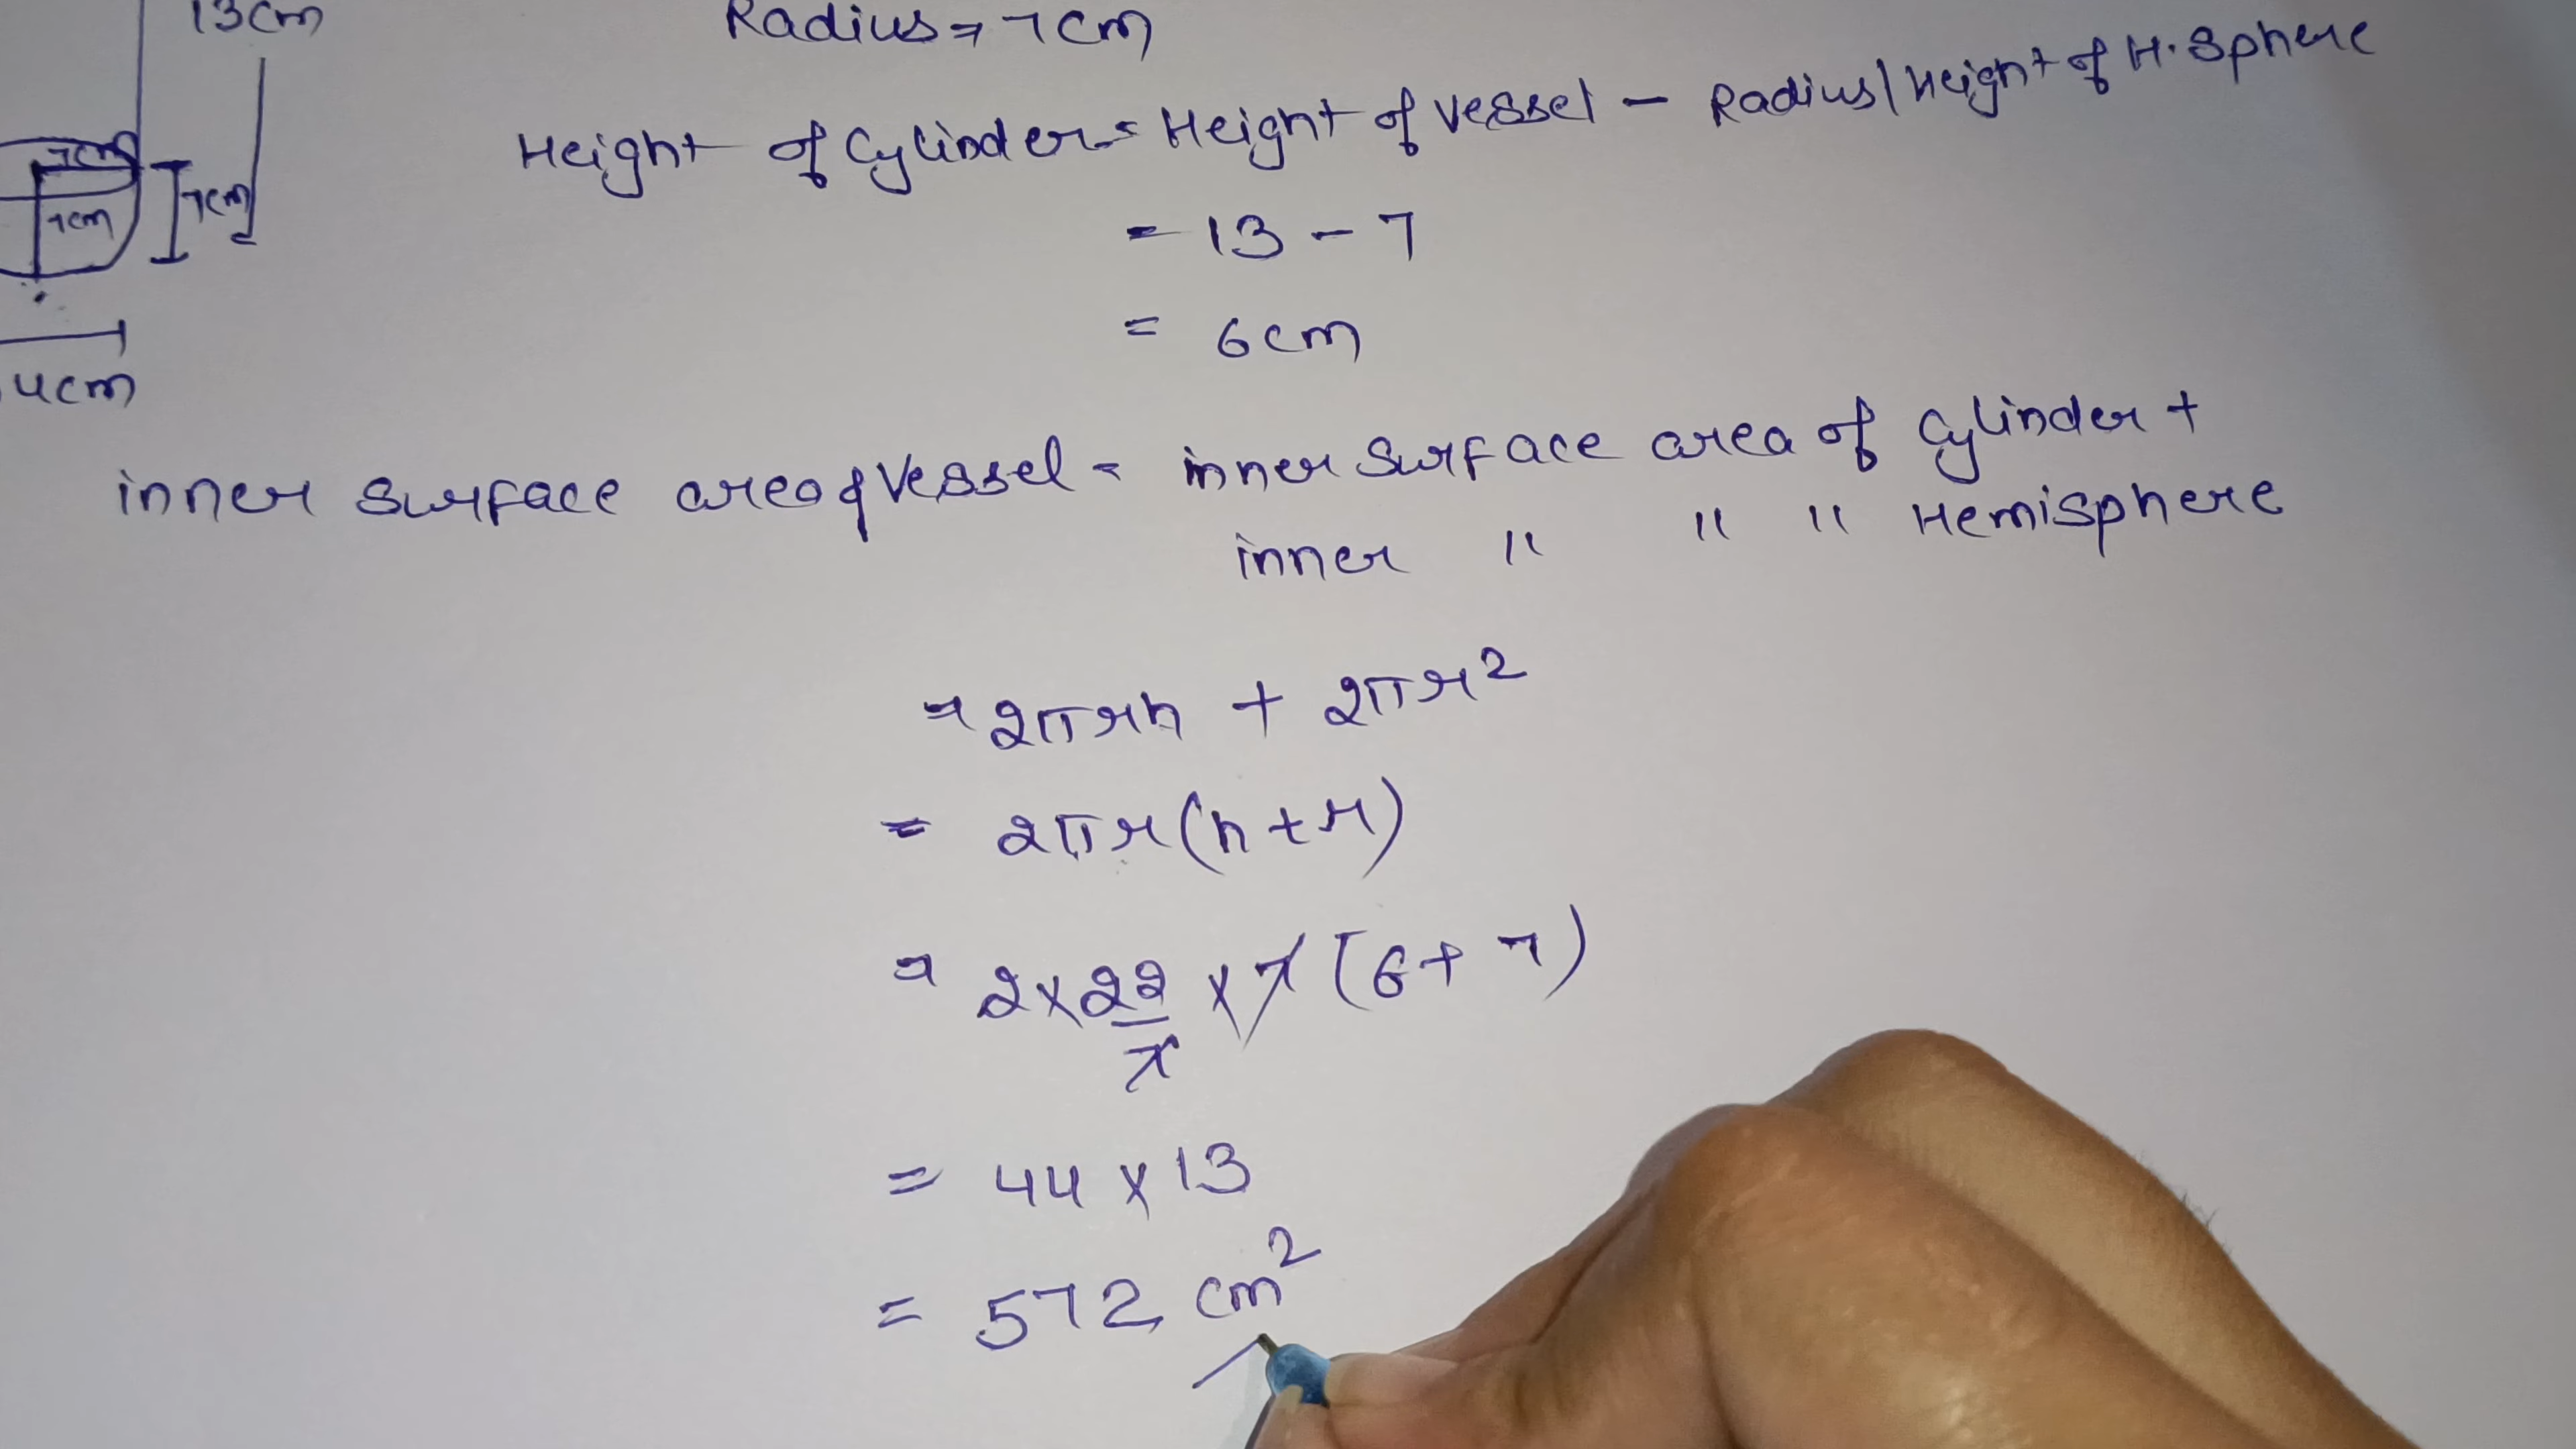 13cm
Radius = 7cm
Height of Cylinder = Height of vessel - Radius/Height of H.Sphere
7cm
7cm
7cm
= 13 - 7
= 6cm
4cm
inner surface area of Vessel = inner surface area of Cylinder +
inner " " " Hemisphere
= 2πrh + 2πr²
= 2πr(h+r)
= 2 x 22/7 x 7 (6+7)
= 44 x 13
= 572 cm²